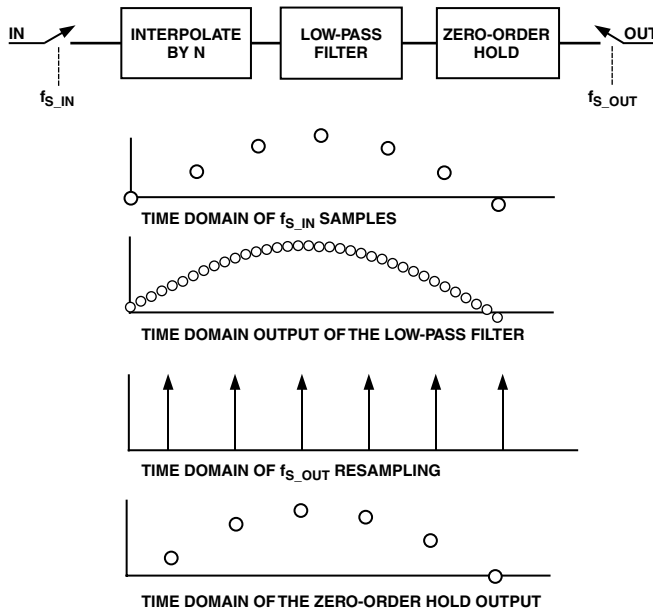 IN
INTERPOLATE
BY N
LOW-PASS
FILTER
ZERO-ORDER
HOLD
OUT
fS_IN
fS_OUT
TIME DOMAIN OF fS_IN SAMPLES
TIME DOMAIN OUTPUT OF THE LOW-PASS FILTER
TIME DOMAIN OF fS_OUT RESAMPLING
TIME DOMAIN OF THE ZERO-ORDER HOLD OUTPUT